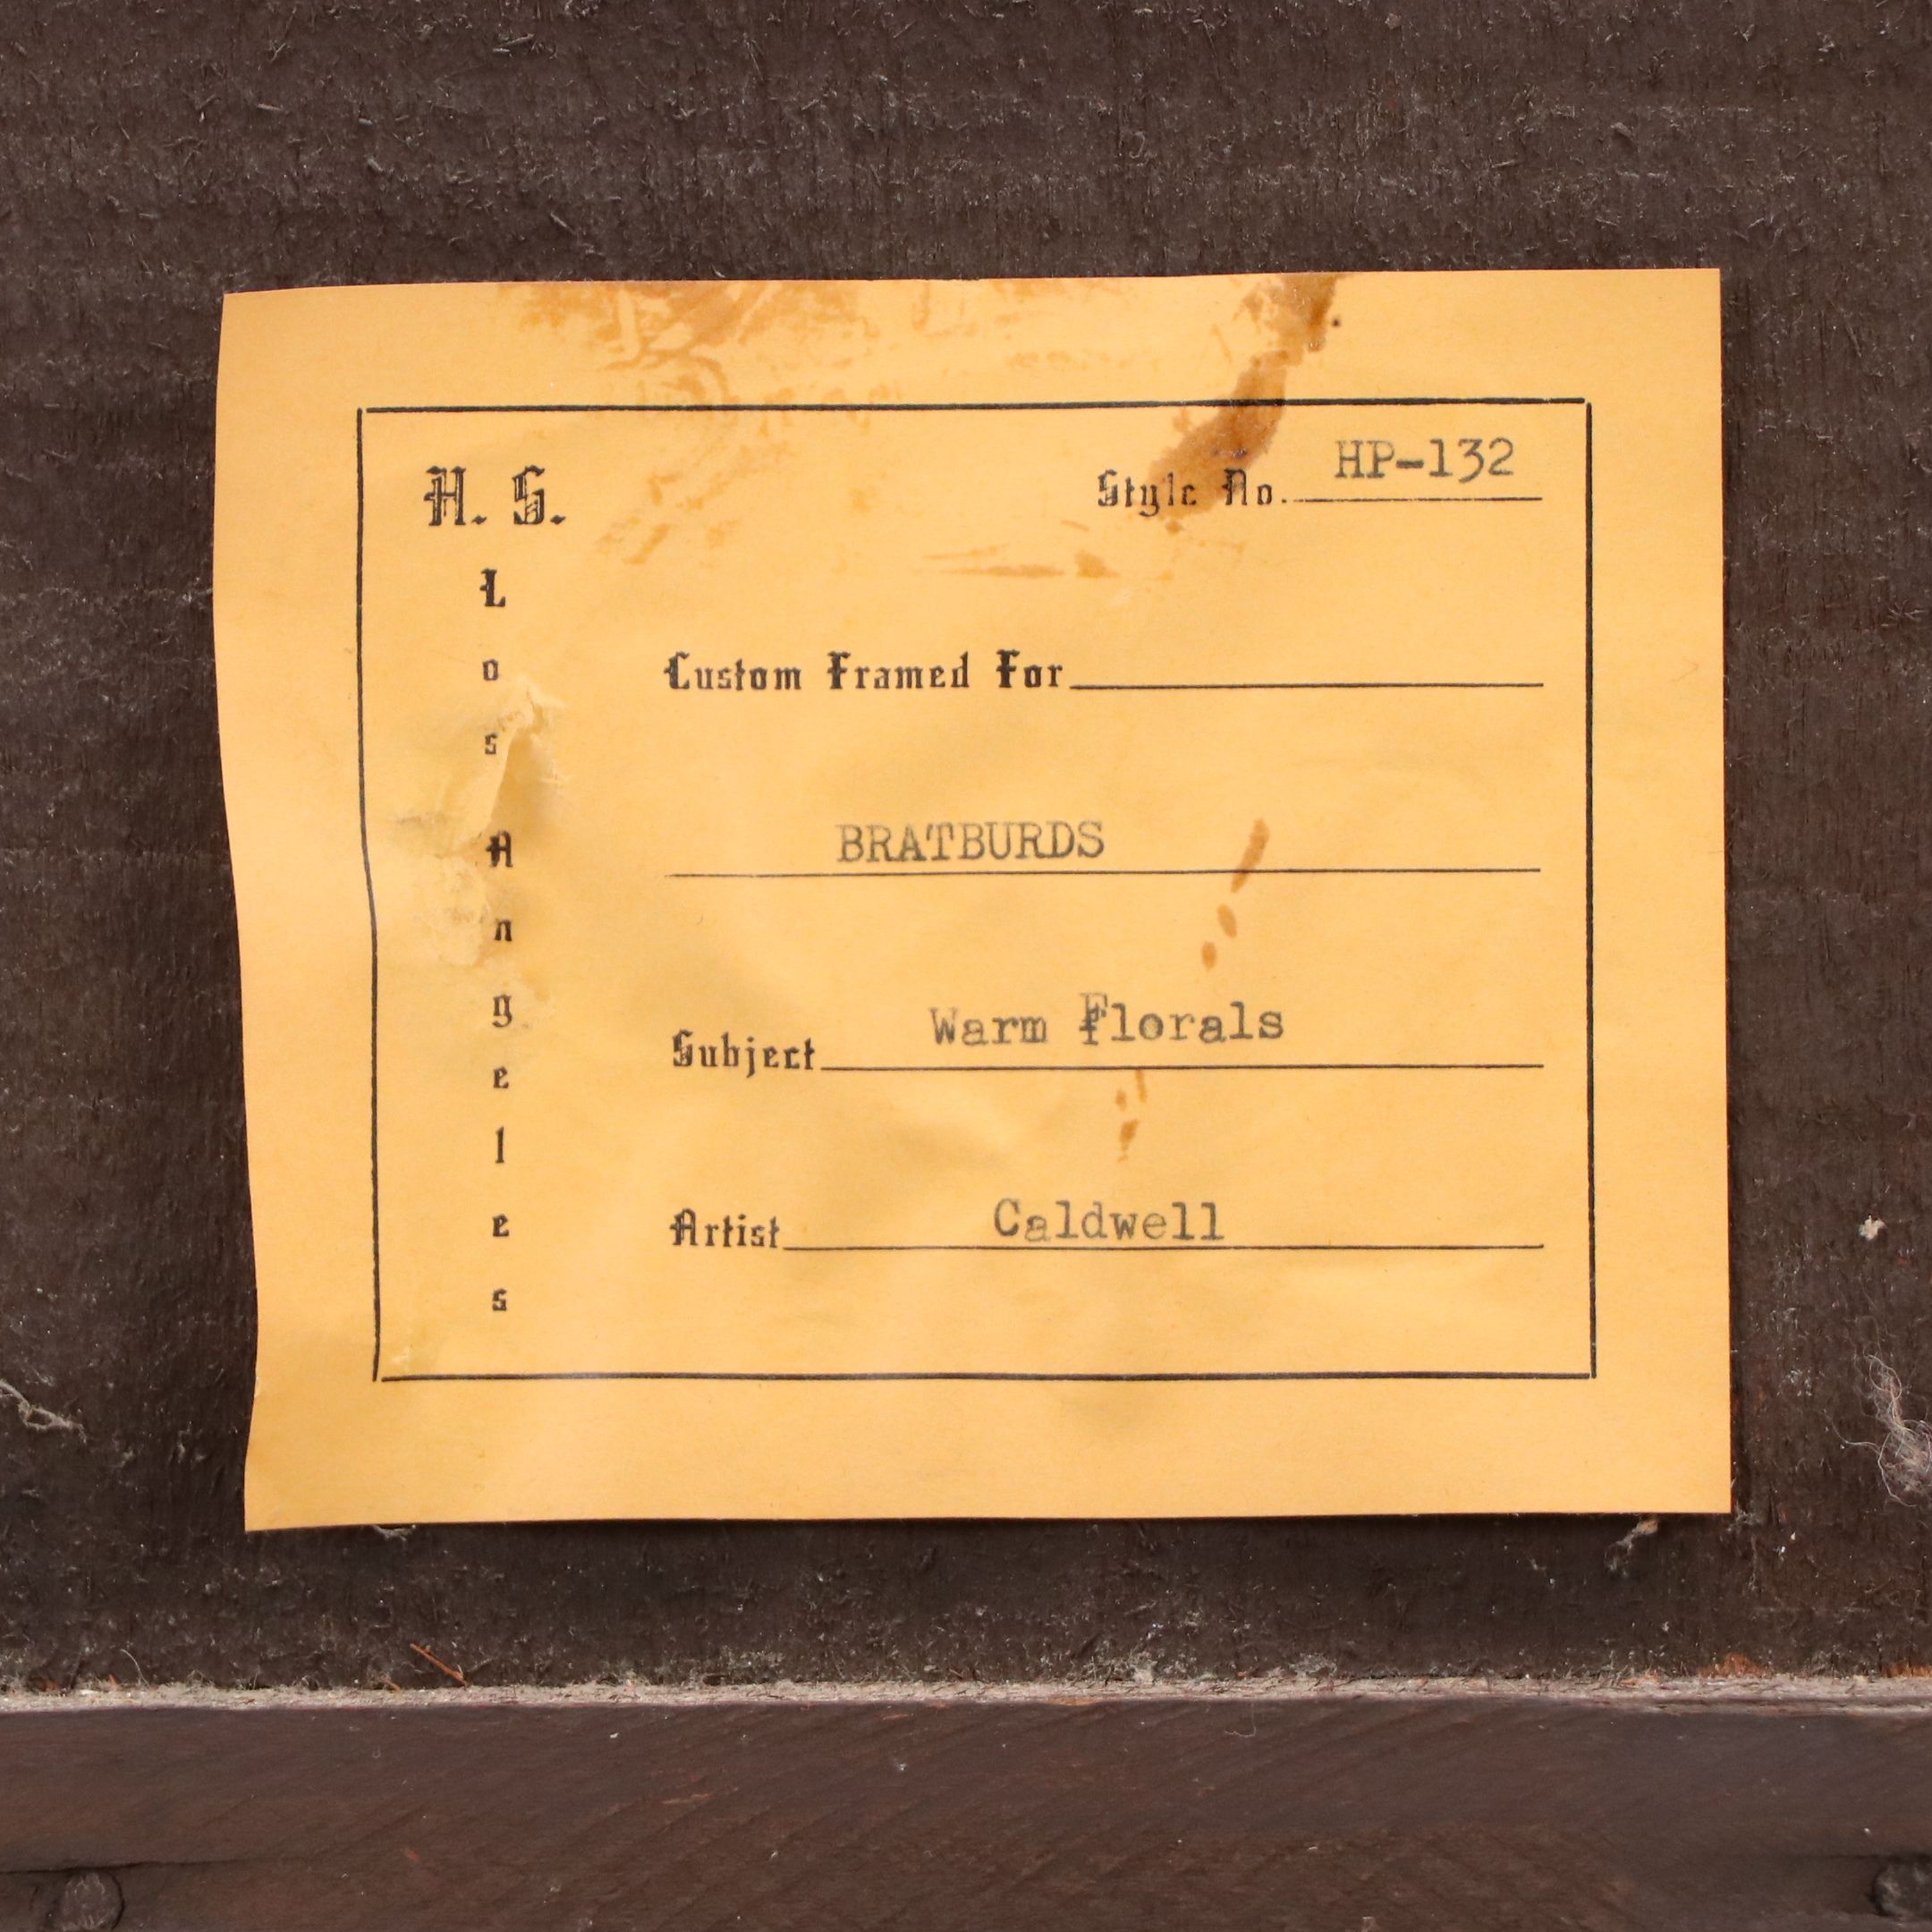 H. S.
Los Angeles
Style No. HP-132
Custom Framed For
BRATBURDS
Subject Warm Florals
Artist Caldwell